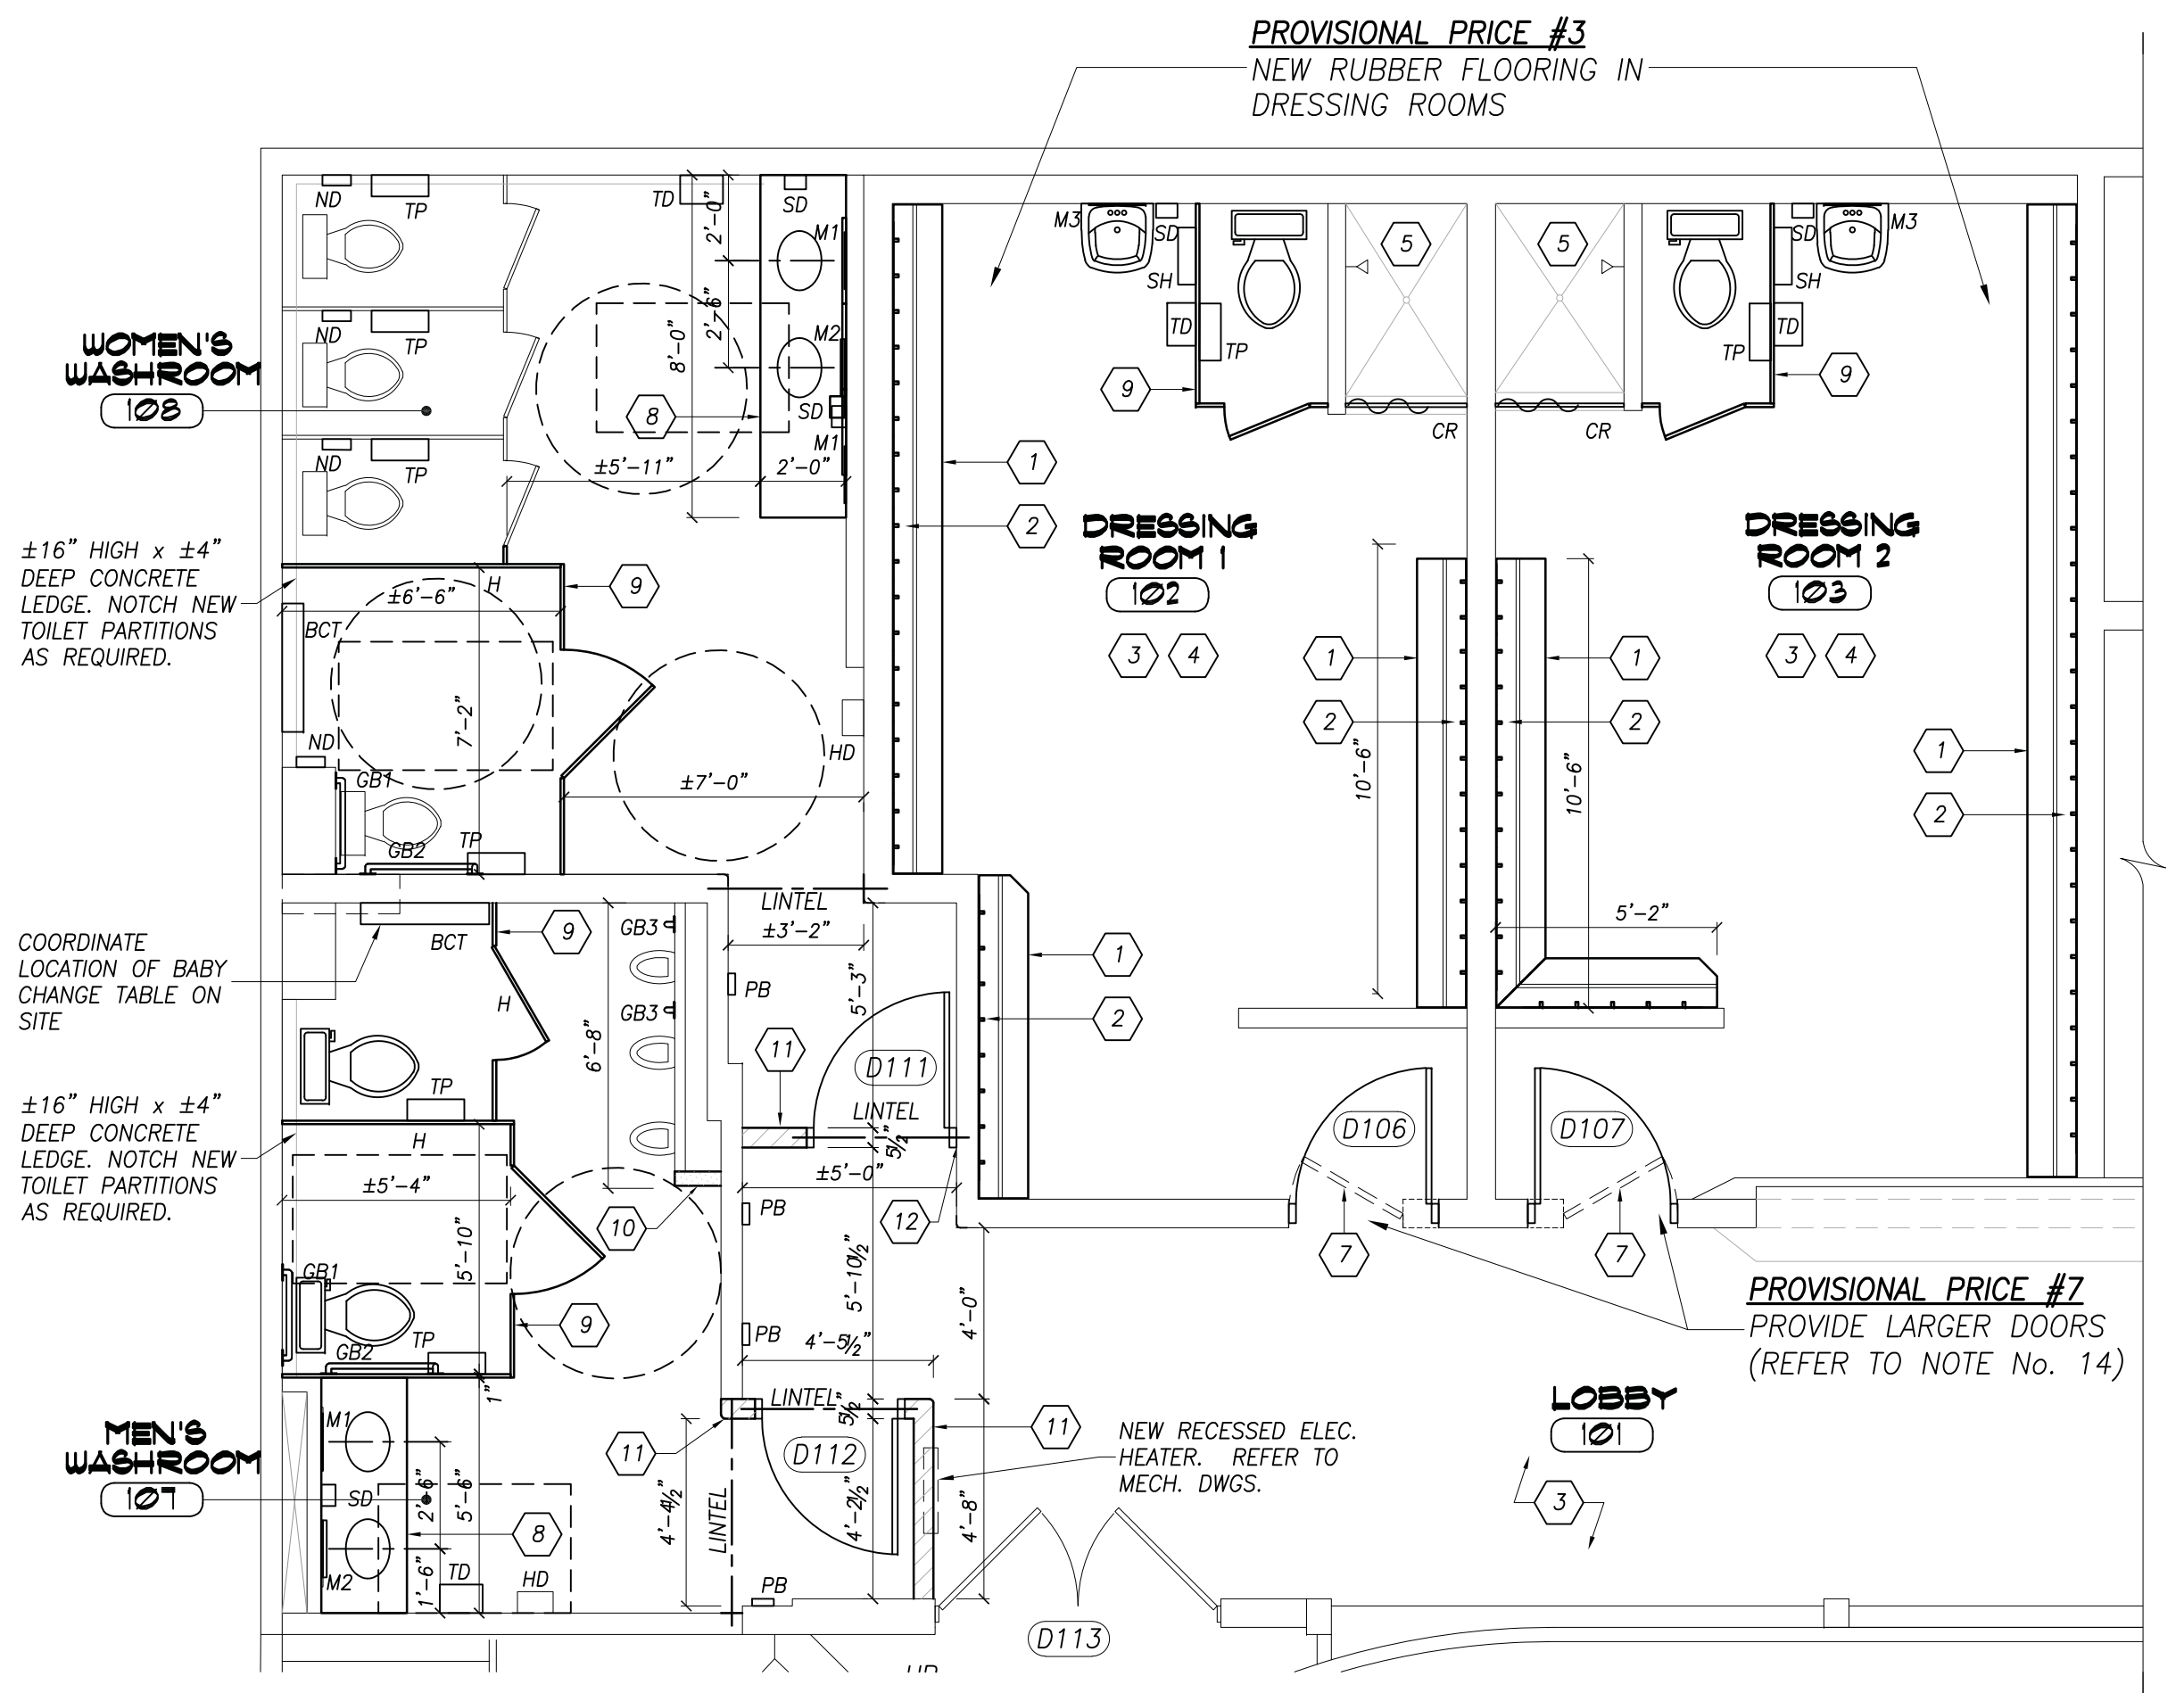 PROVISIONAL PRICE #3
NEW RUBBER FLOORING IN
DRESSING ROOMS
ND
TP
TD
2'-0"
SD
M1
M3
SD
SH
5
5
SD
M3
SH
ND
TP
8'-0"
2'-6"
M2
TD
TP
TP
TD
WOMEN'S
WASHROOM
108
8
SD
M1
9
9
CR
CR
ND
TP
±5'-11"
2'-0"
1
2
DRESSING
ROOM 1
102
3
4
DRESSING
ROOM 2
103
3
4
±16" HIGH x ±4"
DEEP CONCRETE
LEDGE. NOTCH NEW
TOILET PARTITIONS
AS REQUIRED.
H
±6'-6"
9
BCT
7'-2"
ND
GB1
HD
±7'-0"
TP
GB2
1
2
1
2
10'-6"
10'-6"
1
2
5'-2"
LINTEL
±3'-2"
COORDINATE
LOCATION OF BABY
CHANGE TABLE ON
SITE
BCT
9
GB3
GB3
H
6'-8"
PB
5'-3"
1
2
TP
11
D111
LINTEL
5½"
±16" HIGH x ±4"
DEEP CONCRETE
LEDGE. NOTCH NEW
TOILET PARTITIONS
AS REQUIRED.
H
±5'-4"
5'-10"
10
±5'-0"
PB
12
D106
D107
7
7
GB1
GB2
TP
9
5'-10½"
4'-0"
PB
4'-5½"
PROVISIONAL PRICE #7
PROVIDE LARGER DOORS
(REFER TO NOTE No. 14)
1"
MEN'S
WASHROOM
107
M1
SD
M2
2'-6"
5'-6"
1'-6"
8
TD
HD
11
LINTEL
5½"
D112
4'-4½"
LINTEL
4'-2½"
4'-8"
11
NEW RECESSED ELEC.
HEATER. REFER TO
MECH. DWGS.
LOBBY
101
3
PB
D113